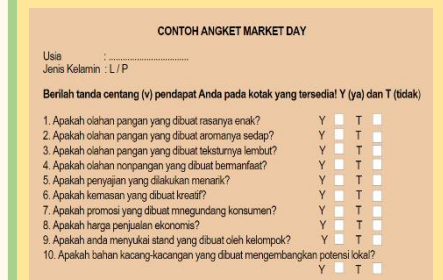 CONTOH ANGKET MARKET DAY
Usia : ................................
Jenis Kelamin : L / P
Berilah tanda centang (v) pendapat Anda pada kotak yang tersedia! Y (ya) dan T (tidak)
1. Apakah olahan pangan yang dibuat rasanya enak? Y T
2. Apakah olahan pangan yang dibuat aromanya sedap? Y T
3. Apakah olahan pangan yang dibuat teksturnya lembut? Y T
4. Apakah olahan nonpangan yang dibuat bermanfaat? Y T
5. Apakah penyajian yang dilakukan menarik? Y T
6. Apakah kemasan yang dibuat kreatif? Y T
7. Apakah promosi yang dibuat mnegundang konsumen? Y T
8. Apakah harga penjualan ekonomis? Y T
9. Apakah anda menyukai stand yang dibuat oleh kelompok? Y T
10. Apakah bahan kacang-kacangan yang dibuat mengembangkan potensi lokal?
Y T